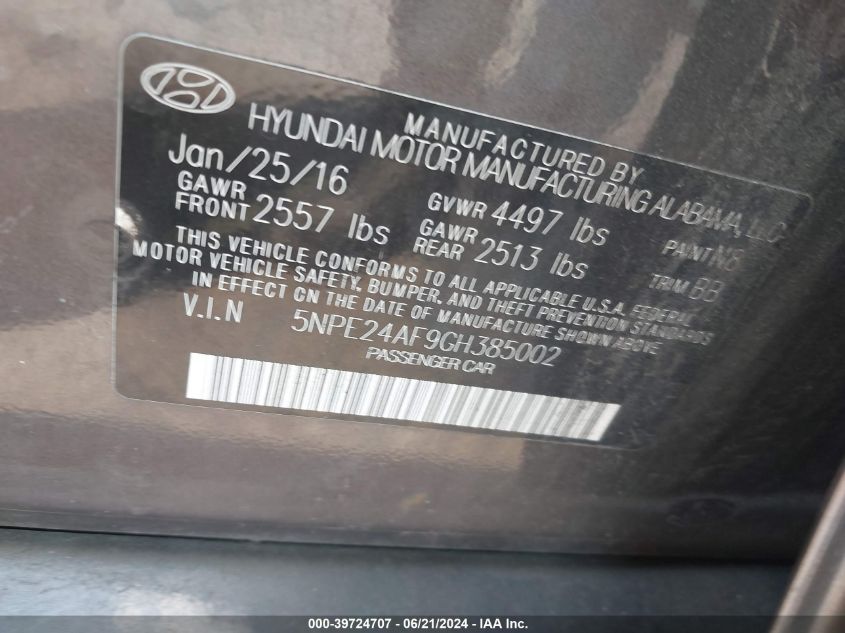 MANUFACTURED BY
HYUNDAI MOTOR MANUFACTURING ALABAMA, LLC
Jan/25/16 GVWR 4497 lbs PAINT N8
GAWR FRONT 2557 lbs GAWR REAR 2513 lbs TRIM BB
THIS VEHICLE CONFORMS TO ALL APPLICABLE U.S.A. FEDERAL
MOTOR VEHICLE SAFETY, BUMPER, AND THEFT PREVENTION STANDARDS
IN EFFECT ON THE DATE OF MANUFACTURE SHOWN ABOVE
V.I.N 5NPE24AF9GH385002
PASSENGER CAR
000-39724707 - 06/21/2024 - IAA Inc.